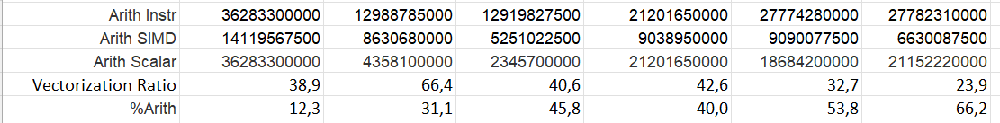 Arith Instr 36283300000 12988785000 12919827500 21201650000 27774280000 27782310000
Arith SIMD 14119567500 8630680000 5251022500 9038950000 9090077500 6630087500
Arith Scalar 36283300000 4358100000 2345700000 21201650000 18684200000 21152220000
Vectorization Ratio 38,9 66,4 40,6 42,6 32,7 23,9
%Arith 12,3 31,1 45,8 40,0 53,8 66,2